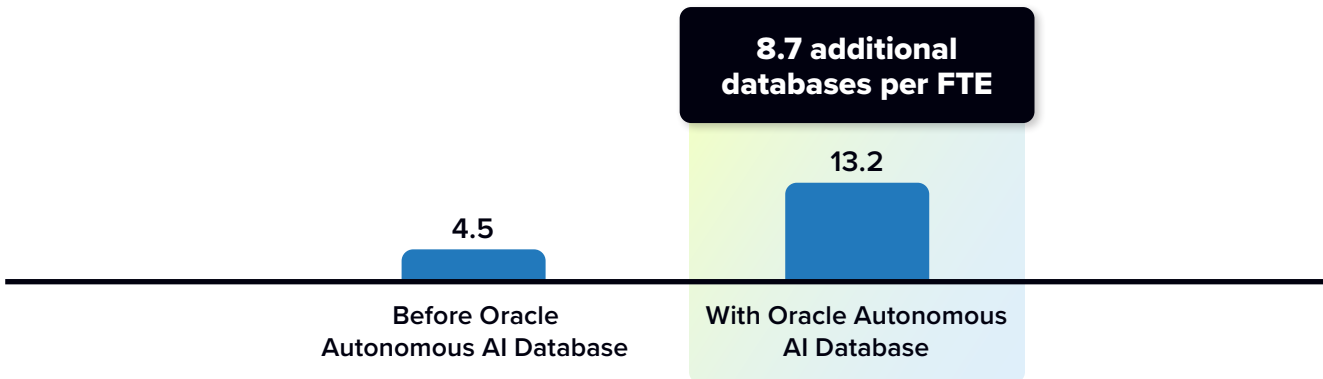 8.7 additional
databases per FTE
13.2
4.5
Before Oracle
Autonomous AI Database
With Oracle Autonomous
AI Database